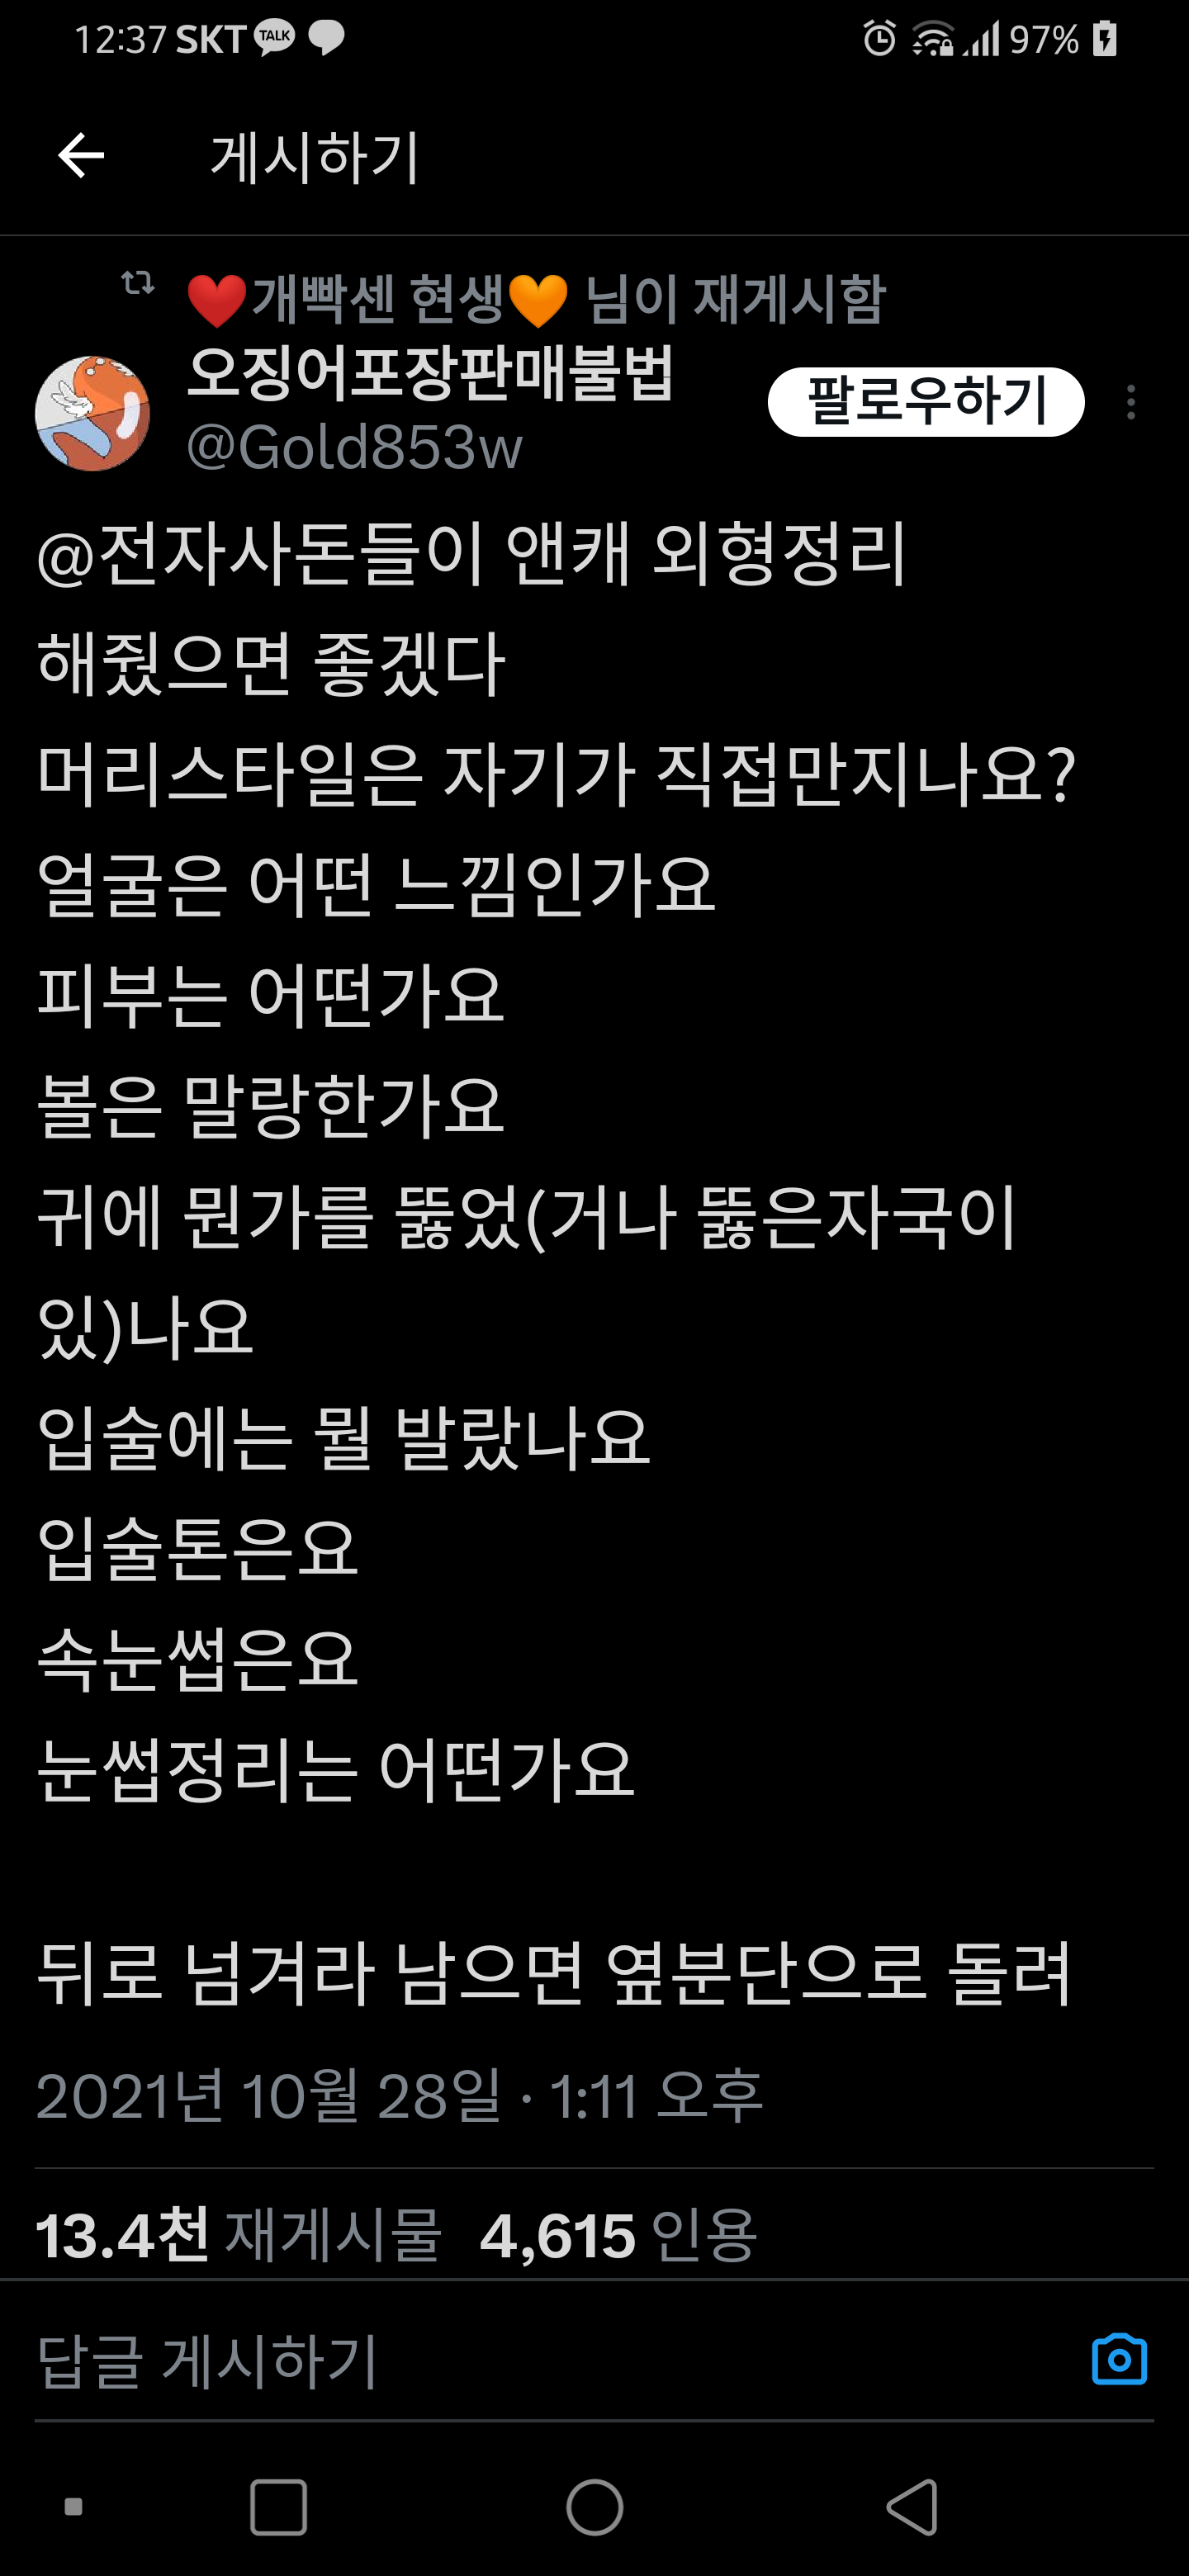 12:37 SKT TALK 97%
게시하기
❤️개빡센 현생🧡 님이 재게시함
오징어포장판매불법
팔로우하기
@Gold853w
@전자사돈들이 앤캐 외형정리
해줬으면 좋겠다
머리스타일은 자기가 직접만지나요?
얼굴은 어떤 느낌인가요
피부는 어떤가요
볼은 말랑한가요
귀에 뭔가를 뚫었(거나 뚫은자국이
있)나요
입술에는 뭘 발랐나요
입술톤은요
속눈썹은요
눈썹정리는 어떤가요
뒤로 넘겨라 남으면 옆분단으로 돌려
2021년 10월 28일 · 1:11 오후
13.4천 재게시물 4,615 인용
답글 게시하기